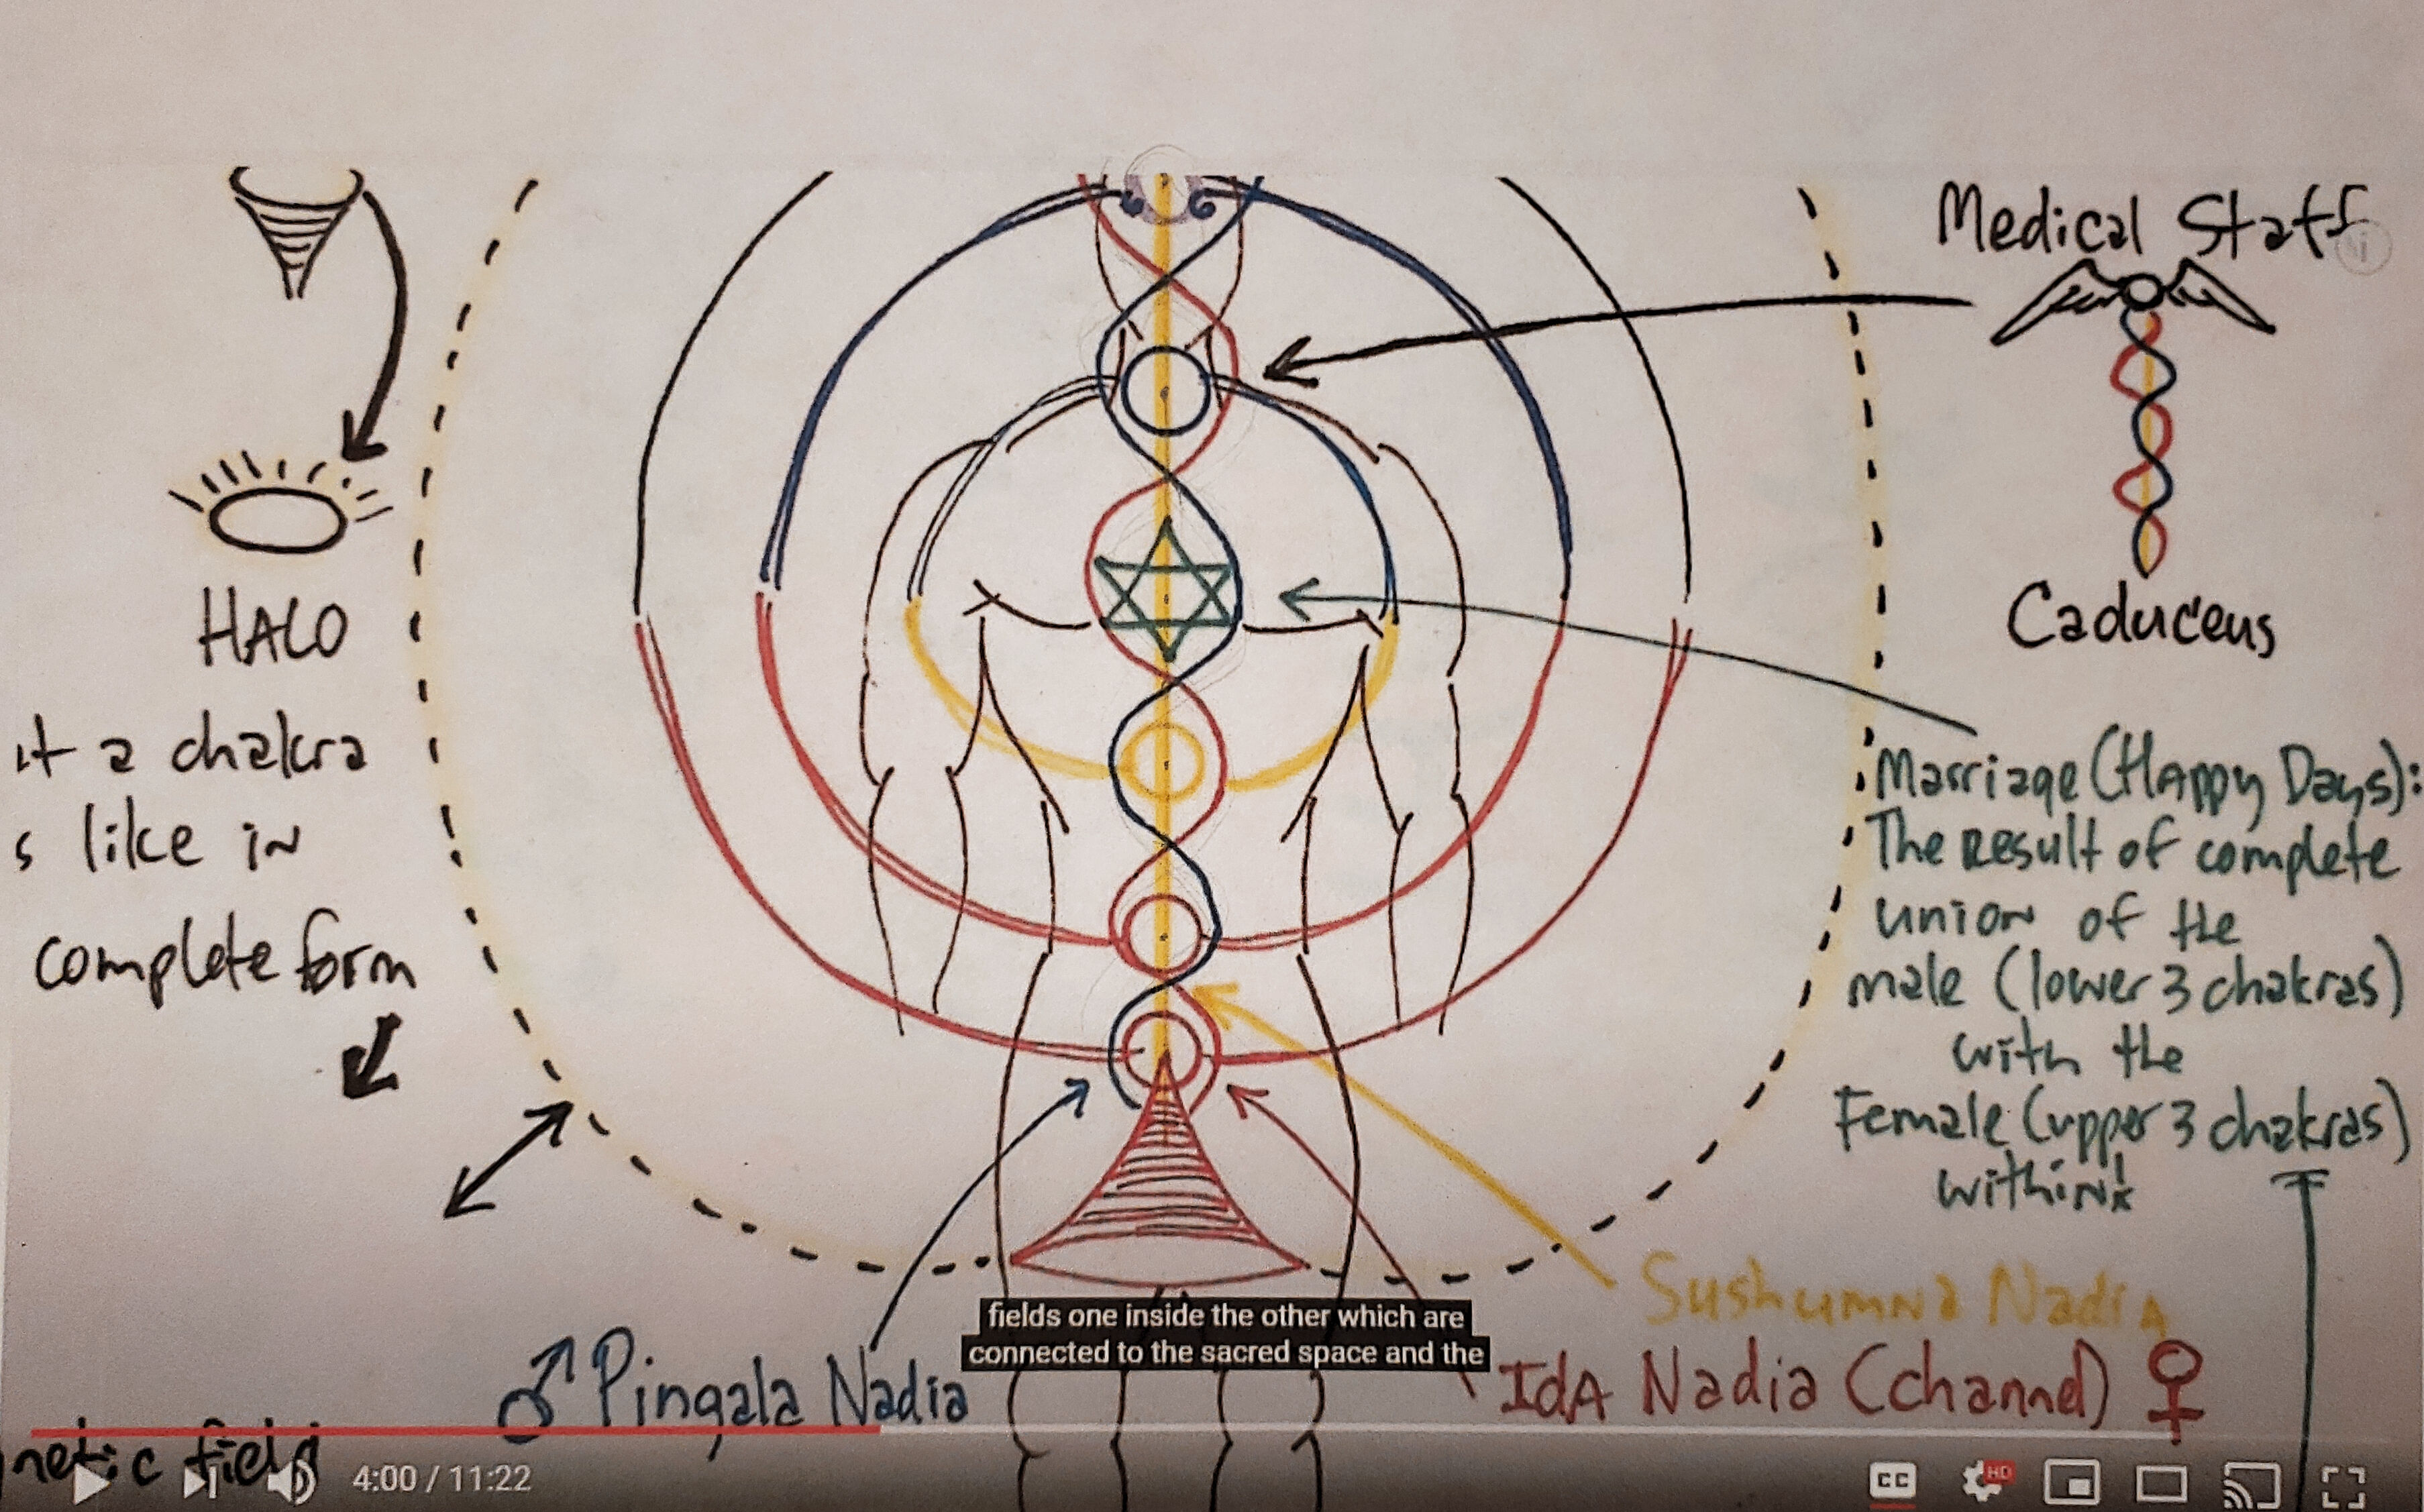 Medical Staff
Caduceus
HALO
it a chakra
s like in
complete form
Marriage (Happy Days):
The Result of complete
union of the
male (lower 3 chakras)
with the
Female (upper 3 chakras)
within!
Sushumna Nadia
IdA Nadia (channel) ♀
♂ Pingala Nadia
netic field
fields one inside the other which are
connected to the sacred space and the
4:00 / 11:22
CC
HD